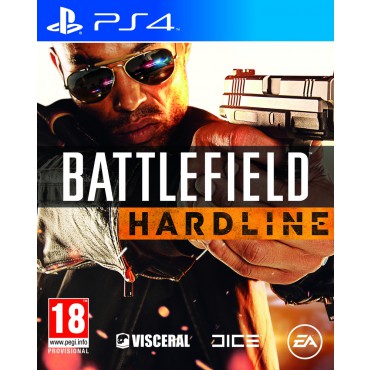 PS4
BATTLEFIELD
HARDLINE
18
www.pegi.info
PROVISIONAL
VISCERAL
DICE
EA